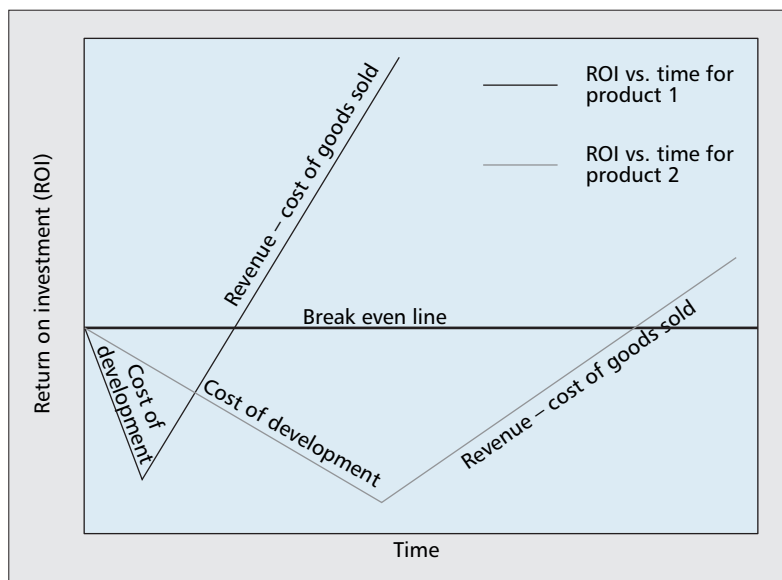 ROI vs. time for
product 1
ROI vs. time for
product 2
Revenue – cost of goods sold
Break even line
Cost of
development
Cost of development
Revenue – cost of goods sold
Return on investment (ROI)
Time